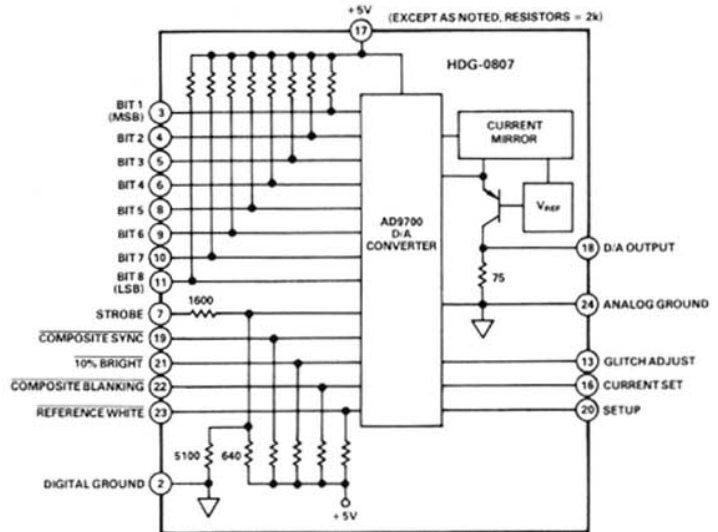 +5V
(EXCEPT AS NOTED, RESISTORS = 2k)
17
HDG-0807
BIT 1
(MSB)
3
BIT 2
4
BIT 3
5
BIT 4
6
BIT 5
8
BIT 6
9
BIT 7
10
BIT 8
(LSB)
11
1600
STROBE
7
COMPOSITE SYNC
19
10% BRIGHT
21
COMPOSITE BLANKING
22
REFERENCE WHITE
23
5100
640
DIGITAL GROUND
2
+5V
AD9700
D/A
CONVERTER
CURRENT
MIRROR
VREF
18
D/A OUTPUT
75
24
ANALOG GROUND
13
GLITCH ADJUST
16
CURRENT SET
20
SETUP